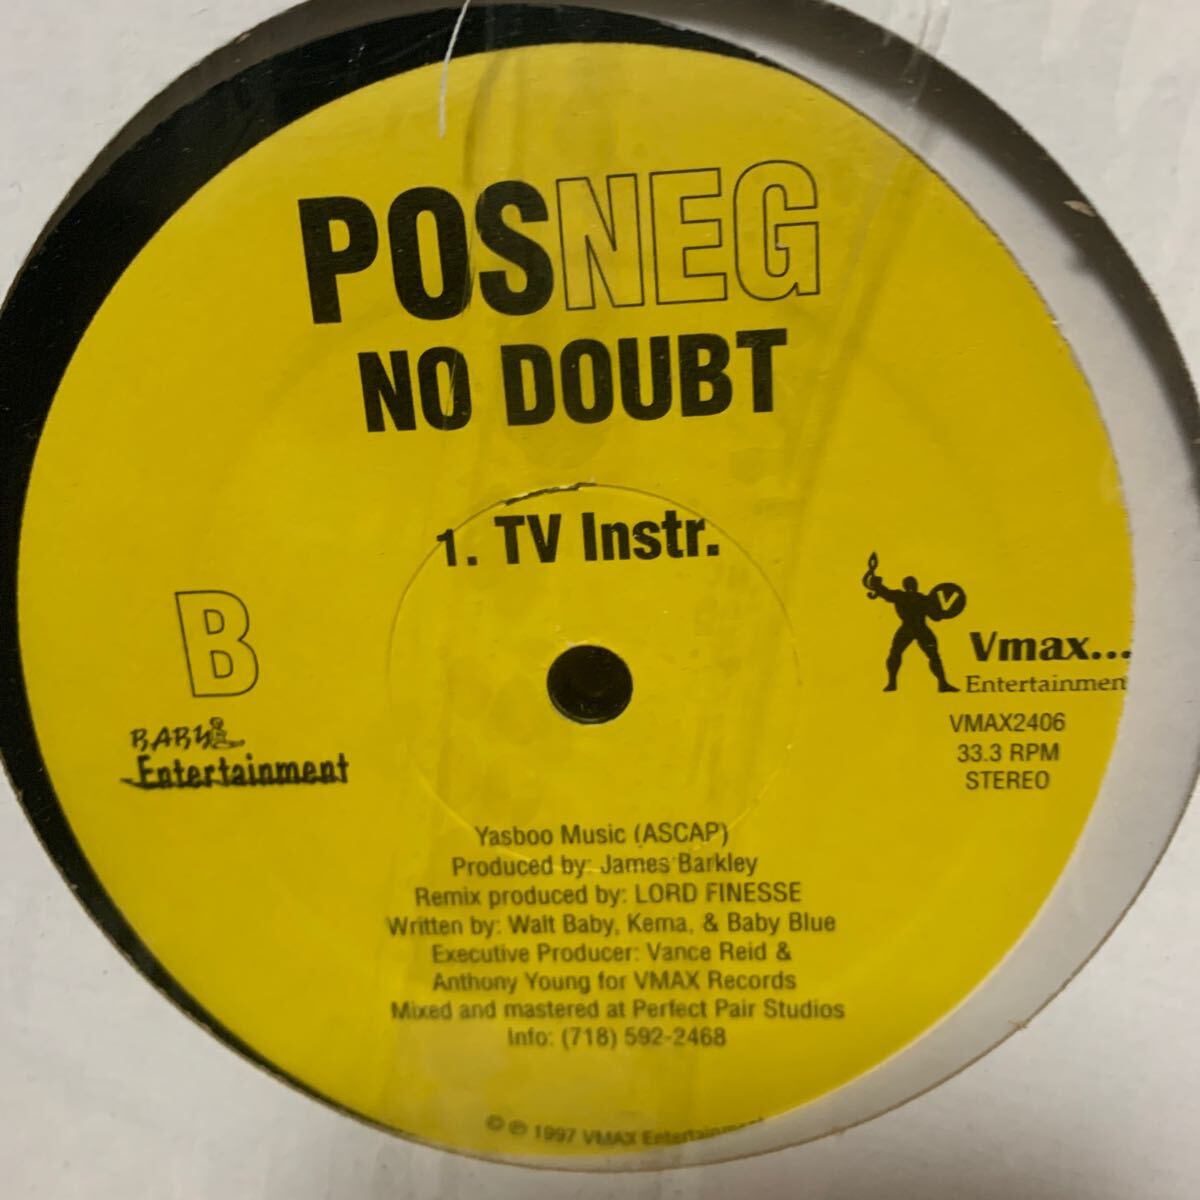 POSNEG
NO DOUBT
1. TV Instr.
B
BABY
Entertainment
V
Vmax...
Entertainmen
VMAX2406
33.3 RPM
STEREO
Yasboo Music (ASCAP)
Produced by: James Barkley
Remix produced by: LORD FINESSE
Written by: Walt Baby, Kema, & Baby Blue
Executive Producer: Vance Reid &
Anthony Young for VMAX Records
Mixed and mastered at Perfect Pair Studios
Info: (718) 592-2468
© ℗ 1997 VMAX Entertainment